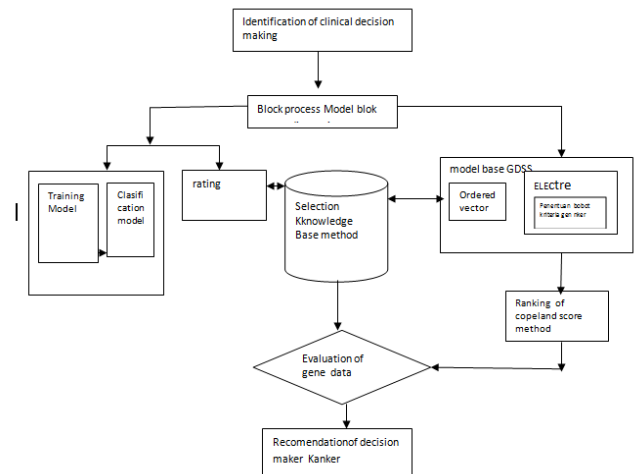 Identification of clinical decision
making
Block process Model blok
model base GDSS
Training
Model
Clasifi
cation
model
rating
Selection
Kknowledge
Base method
Ordered
vector
ELECtre
Penentuan bobot
kriteria gen nker
Ranking of
copeland score
method
Evaluation of
gene data
Recomendationof decision
maker Kanker